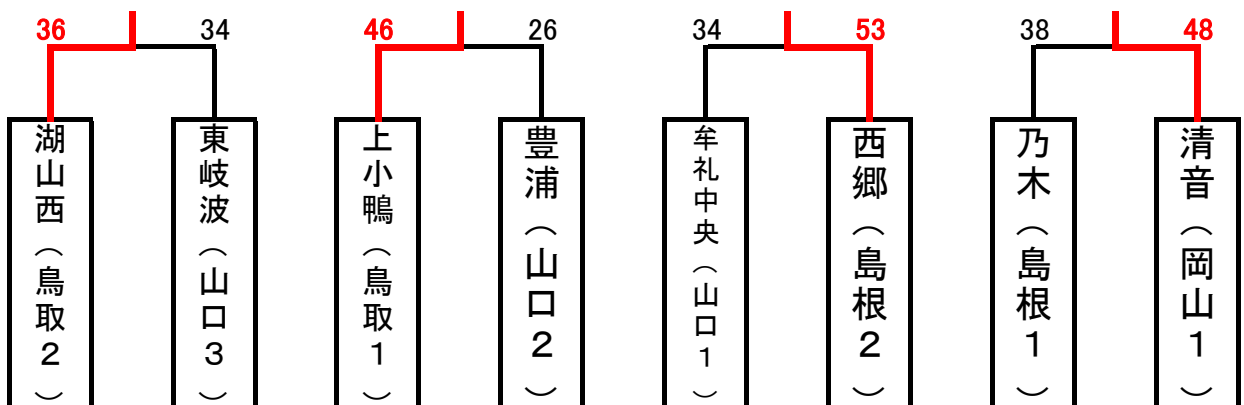 36 34 46 26 34 53 38 48
湖山西（鳥取２）
東岐波（山口３）
上小鴨（鳥取１）
豊浦（山口２）
牟礼中央（山口１）
西郷（島根２）
乃木（島根１）
清音（岡山１）